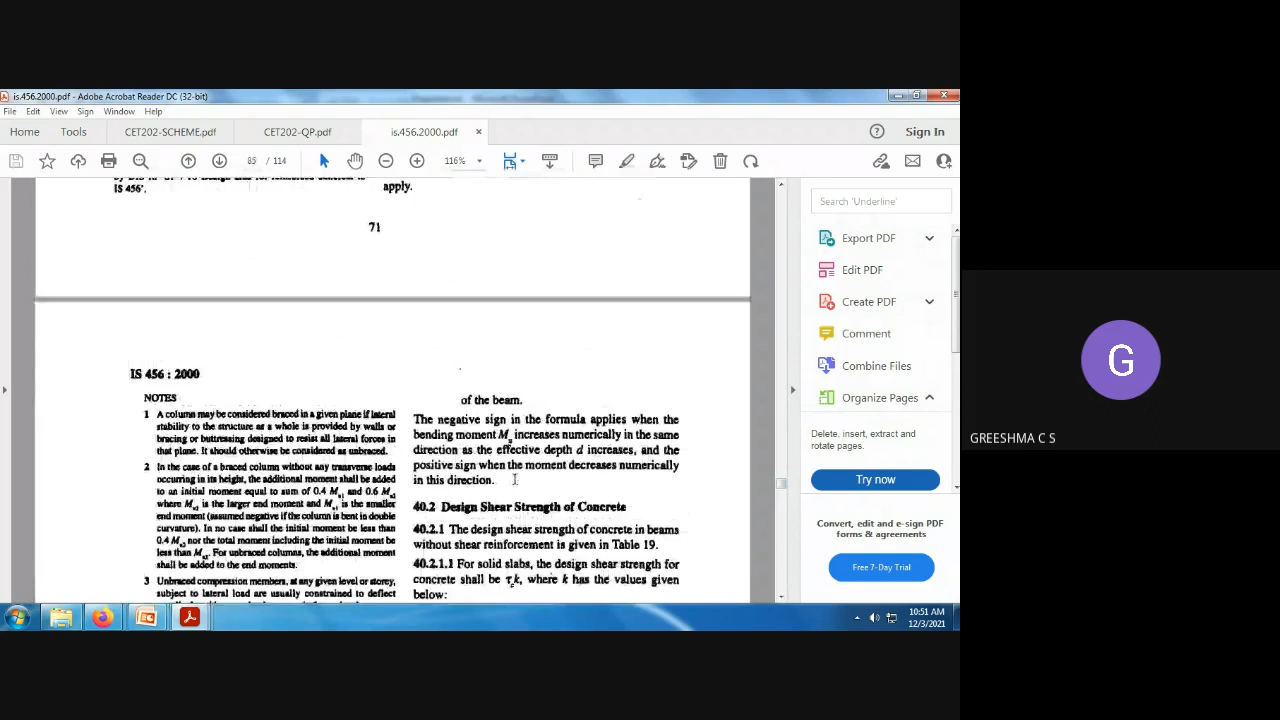 is.456.2000.pdf - Adobe Acrobat Reader DC (32-bit)
File Edit View Sign Window Help
Home Tools CET202-SCHEME.pdf CET202-QP.pdf is.456.2000.pdf × Sign In
85 / 114 116%
IS 456'.
apply.
71
IS 456 : 2000
NOTES
1 A column may be considered braced in a given plane if lateral
stability to the structure as a whole is provided by walls or
bracing or buttressing designed to resist all lateral forces in
that plane. It should otherwise be considered as unbraced.
2 In the case of a braced column without any transverse loads
occurring in its height, the additional moment shall be added
to an initial moment equal to sum of 0.4 Mu1 and 0.6 Mu2
where Mu2 is the larger end moment and Mu1 is the smaller
end moment (assumed negative if the column is bent in double
curvature). In no case shall the initial moment be less than
0.4 Mu2 nor the total moment including the initial moment be
less than Mu2. For unbraced columns, the additional moment
shall be added to the end moments.
3 Unbraced compression members, at any given level or storey,
subject to lateral load are usually constrained to deflect
of the beam.
The negative sign in the formula applies when the
bending moment Mu increases numerically in the same
direction as the effective depth d increases, and the
positive sign when the moment decreases numerically
in this direction.
40.2 Design Shear Strength of Concrete
40.2.1 The design shear strength of concrete in beams
without shear reinforcement is given in Table 19.
40.2.1.1 For solid slabs, the design shear strength for
concrete shall be τck, where k has the values given
below:
Search 'Underline'
Export PDF
Edit PDF
Create PDF
Comment
Combine Files
Organize Pages
Delete, insert, extract and
rotate pages.
Try now
Convert, edit and e-sign PDF
forms & agreements
Free 7-Day Trial
10:51 AM
12/3/2021
G
GREESHMA C S